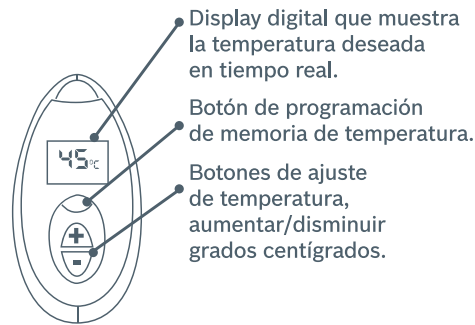 Display digital que muestra
la temperatura deseada
en tiempo real.
Botón de programación
de memoria de temperatura.
45°C
Botones de ajuste
de temperatura,
aumentar/disminuir
grados centígrados.
+
-